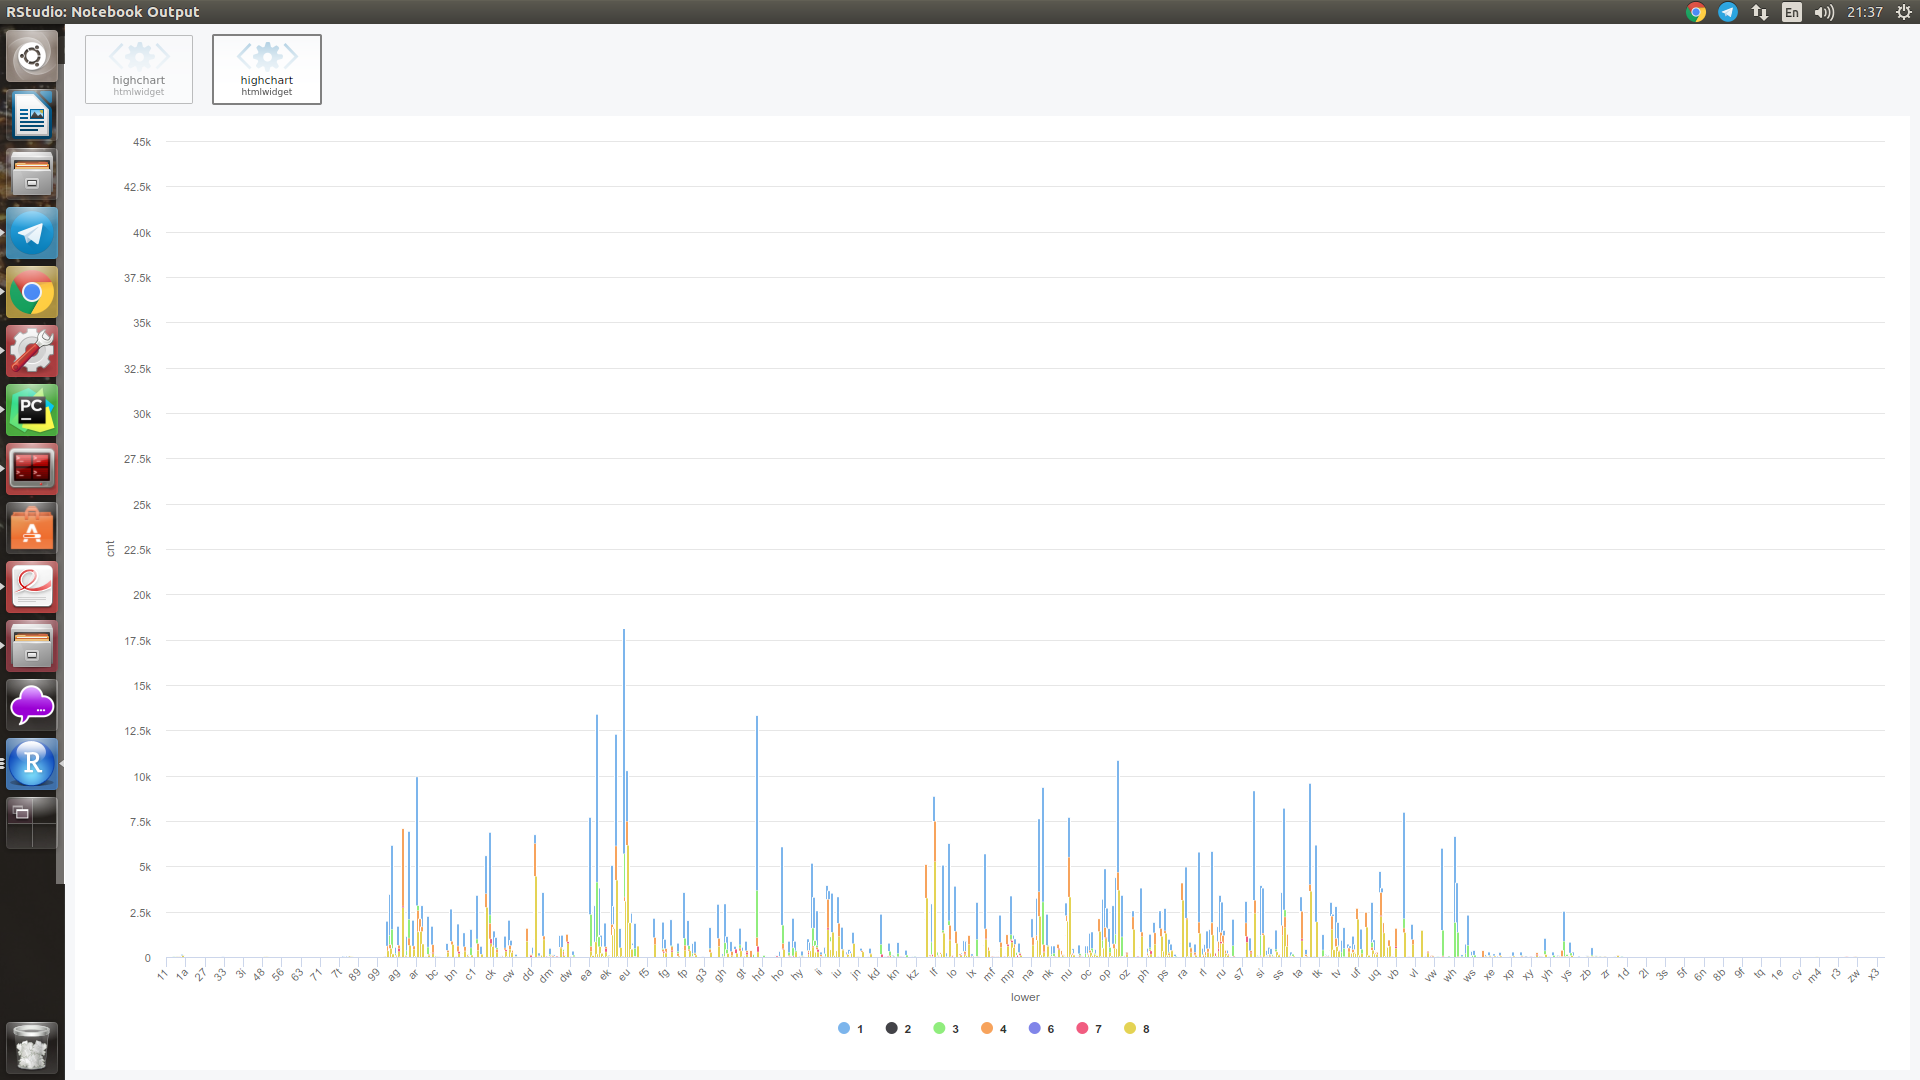 RStudio: Notebook Output
En
21:37
highchart
htmlwidget
highchart
htmlwidget
45k
42.5k
40k
37.5k
35k
32.5k
30k
27.5k
25k
22.5k
20k
17.5k
15k
12.5k
10k
7.5k
5k
2.5k
0
cnt
11 1a 27 33 3i 48 56 63 71 7t 89 99 ag ar bc bn c1 ck cw dd dm dw ea ek eu f5 fg fp g3 gh gt hd ho hy ii iu jn kd kn kz lf lo lx mf mp na nk nu oc op oz ph ps ra rl ru s7 si ss ta tk tv uf uq vb vl vw wh ws xe xp xy yh ys zb zr 1d 2l 3s 5f 6n 8b 9f tq 1e cv m4 r3 zw x3
lower
1 2 3 4 6 7 8
PC
A
R